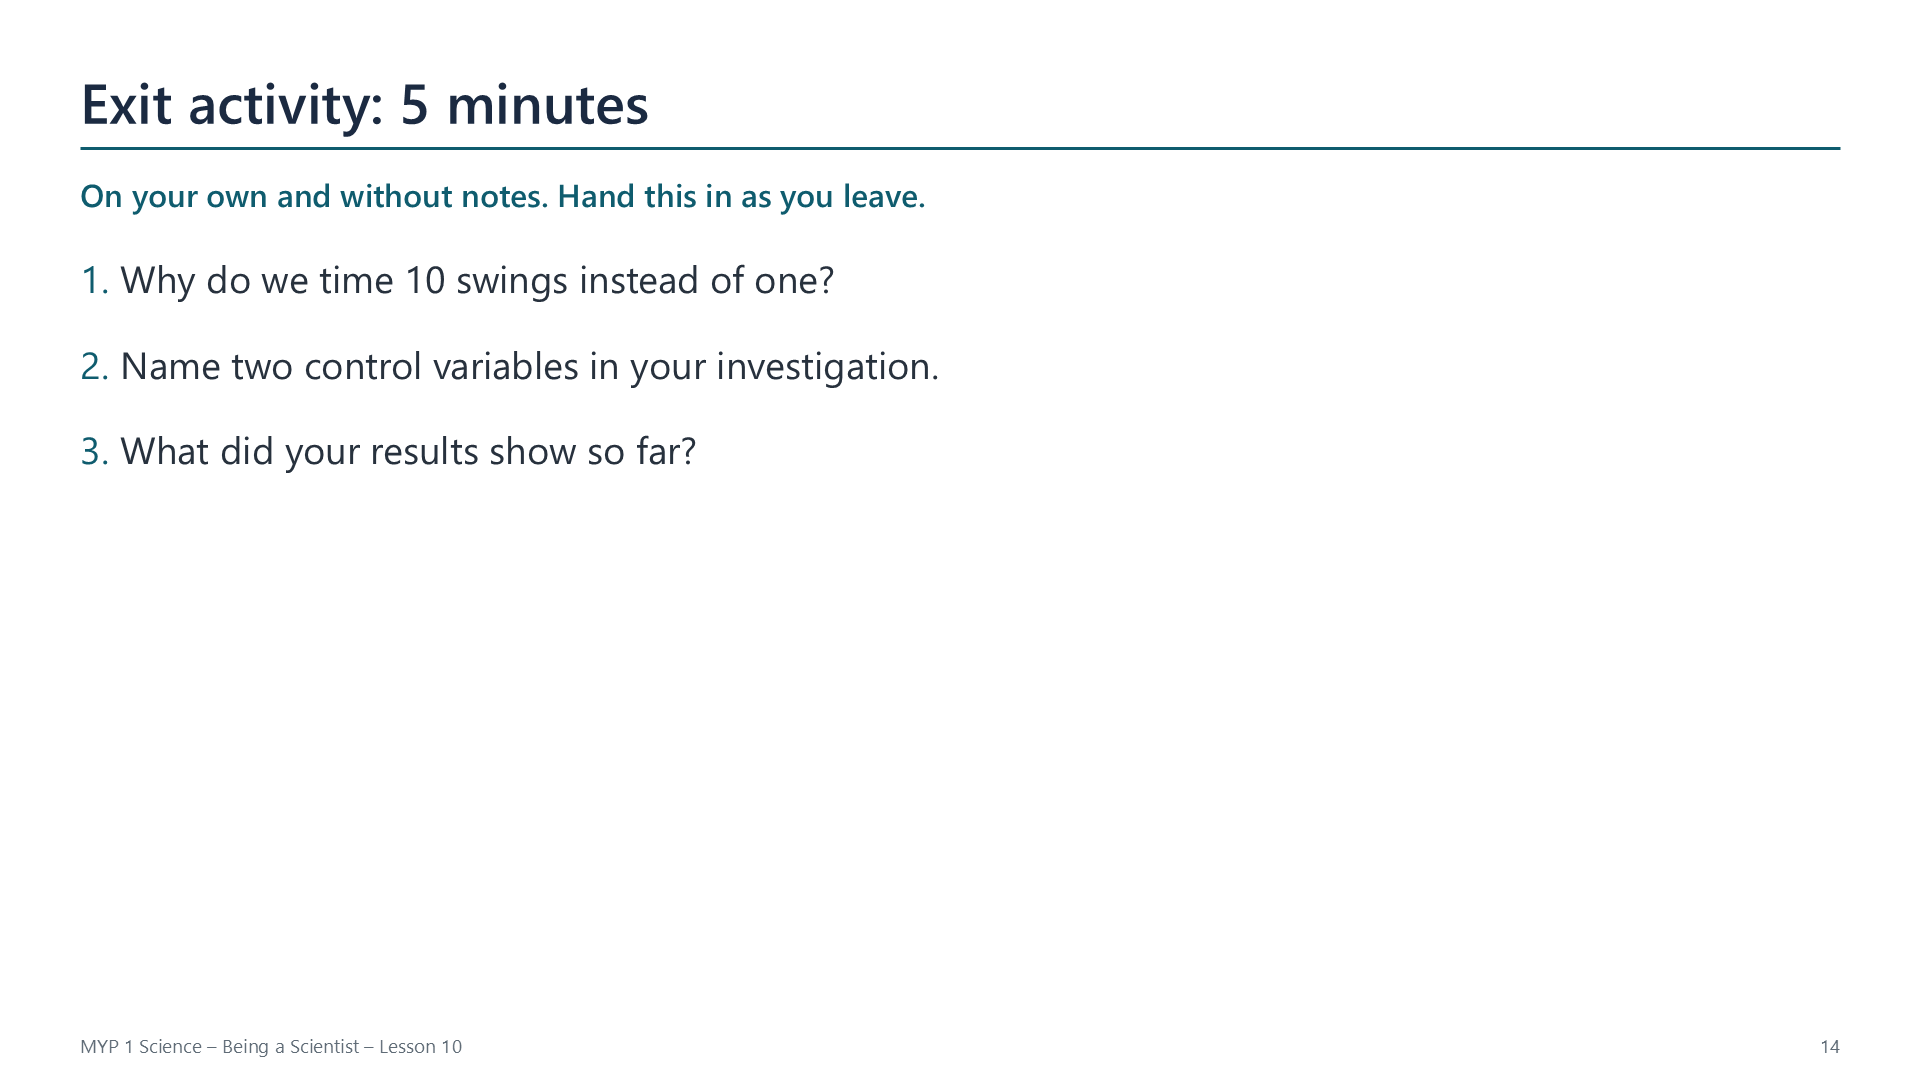 Exit activity: 5 minutes
On your own and without notes. Hand this in as you leave.
1. Why do we time 10 swings instead of one?
2. Name two control variables in your investigation.
3. What did your results show so far?
MYP 1 Science – Being a Scientist – Lesson 10
14